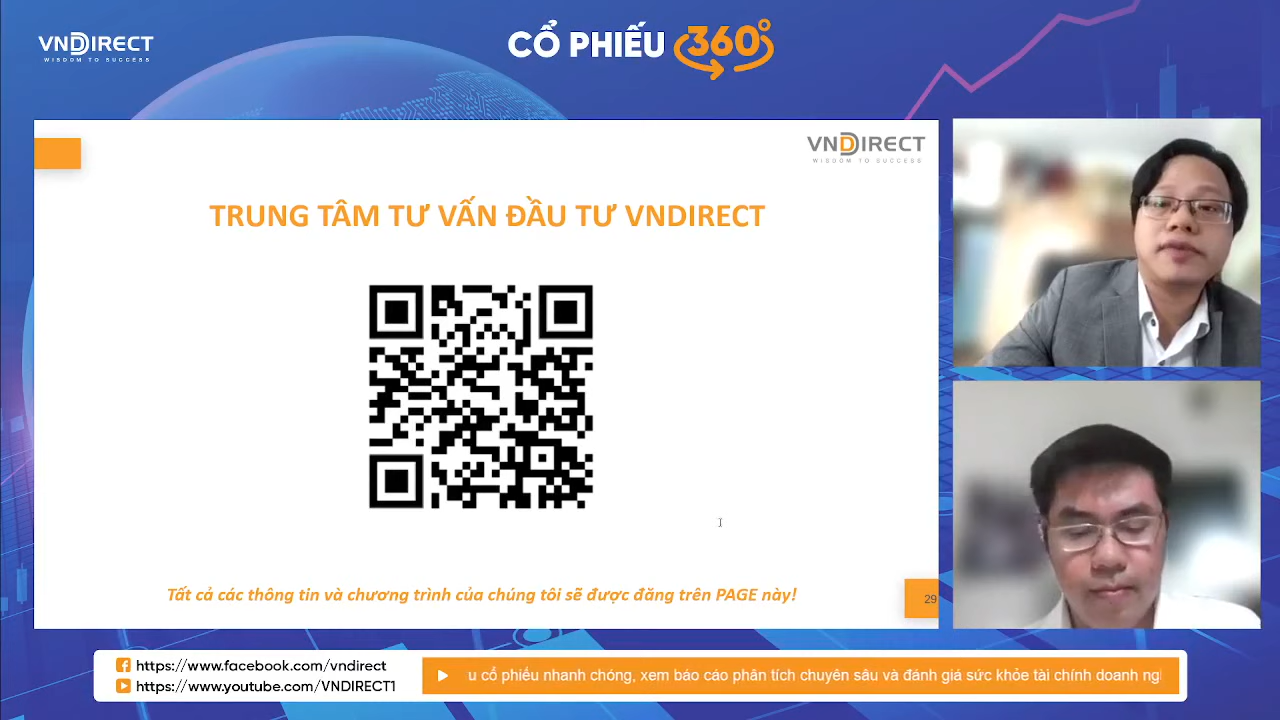 VNDIRECT
WISDOM TO SUCCESS
CỔ PHIẾU 360°
VNDIRECT
WISDOM TO SUCCESS
TRUNG TÂM TƯ VẤN ĐẦU TƯ VNDIRECT
Tất cả các thông tin và chương trình của chúng tôi sẽ được đăng trên PAGE này!
29
https://www.facebook.com/vndirect
https://www.youtube.com/VNDIRECT1
u cổ phiếu nhanh chóng, xem báo cáo phân tích chuyên sâu và đánh giá sức khỏe tài chính doanh ngh